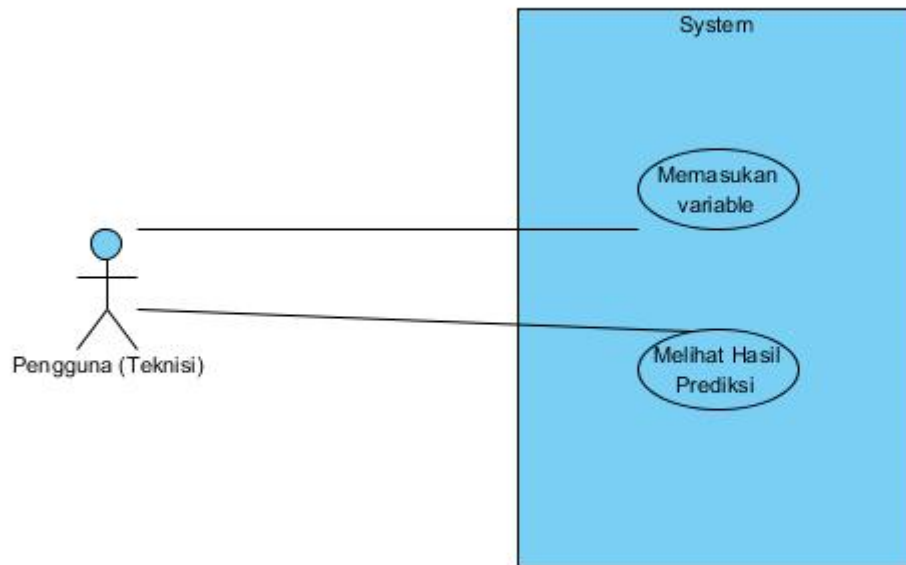 System
Memasukan
variable
Pengguna (Teknisi)
Melihat Hasil
Prediksi